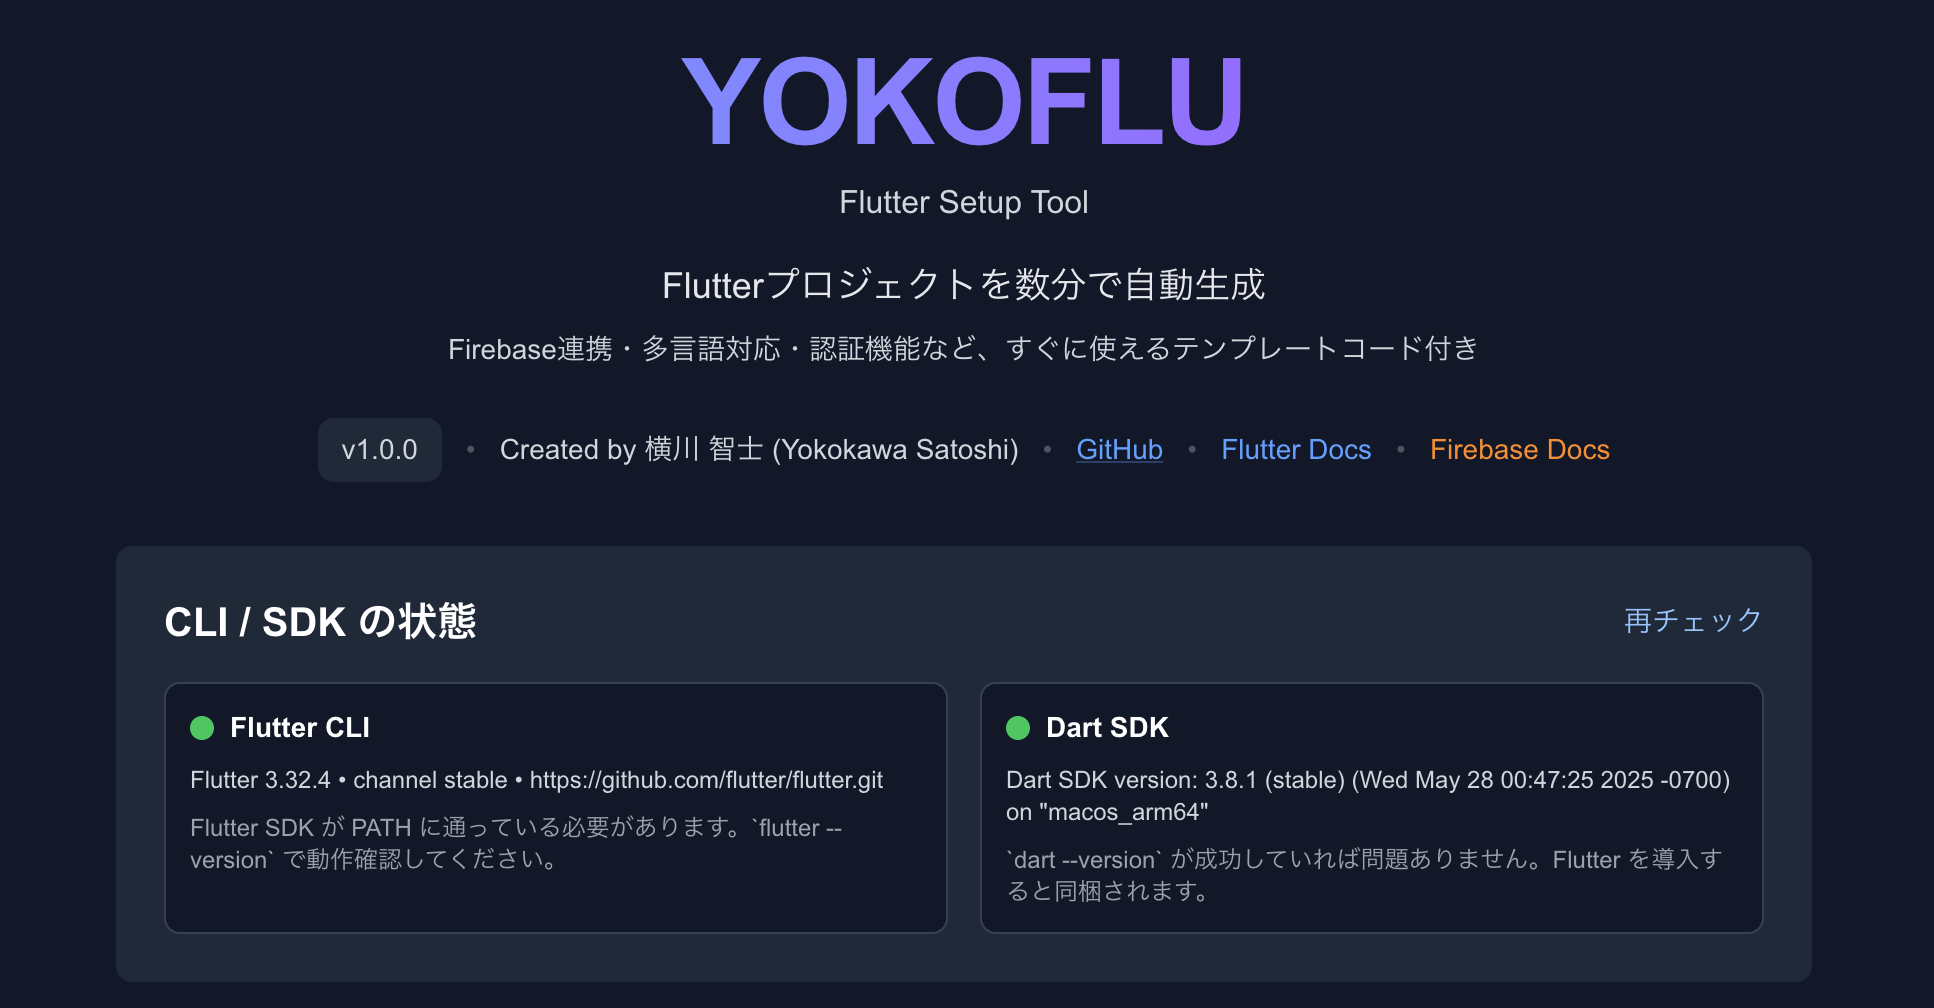 YOKOFLU
Flutter Setup Tool
Flutterプロジェクトを数分で自動生成
Firebase連携・多言語対応・認証機能など、すぐに使えるテンプレートコード付き
v1.0.0 • Created by 横川 智士 (Yokokawa Satoshi) • GitHub • Flutter Docs • Firebase Docs
CLI / SDK の状態
再チェック
Flutter CLI
Flutter 3.32.4 • channel stable • https://github.com/flutter/flutter.git
Flutter SDK が PATH に通っている必要があります。`flutter --
version` で動作確認してください。
Dart SDK
Dart SDK version: 3.8.1 (stable) (Wed May 28 00:47:25 2025 -0700)
on "macos_arm64"
`dart --version` が成功していれば問題ありません。Flutter を導入す
ると同梱されます。